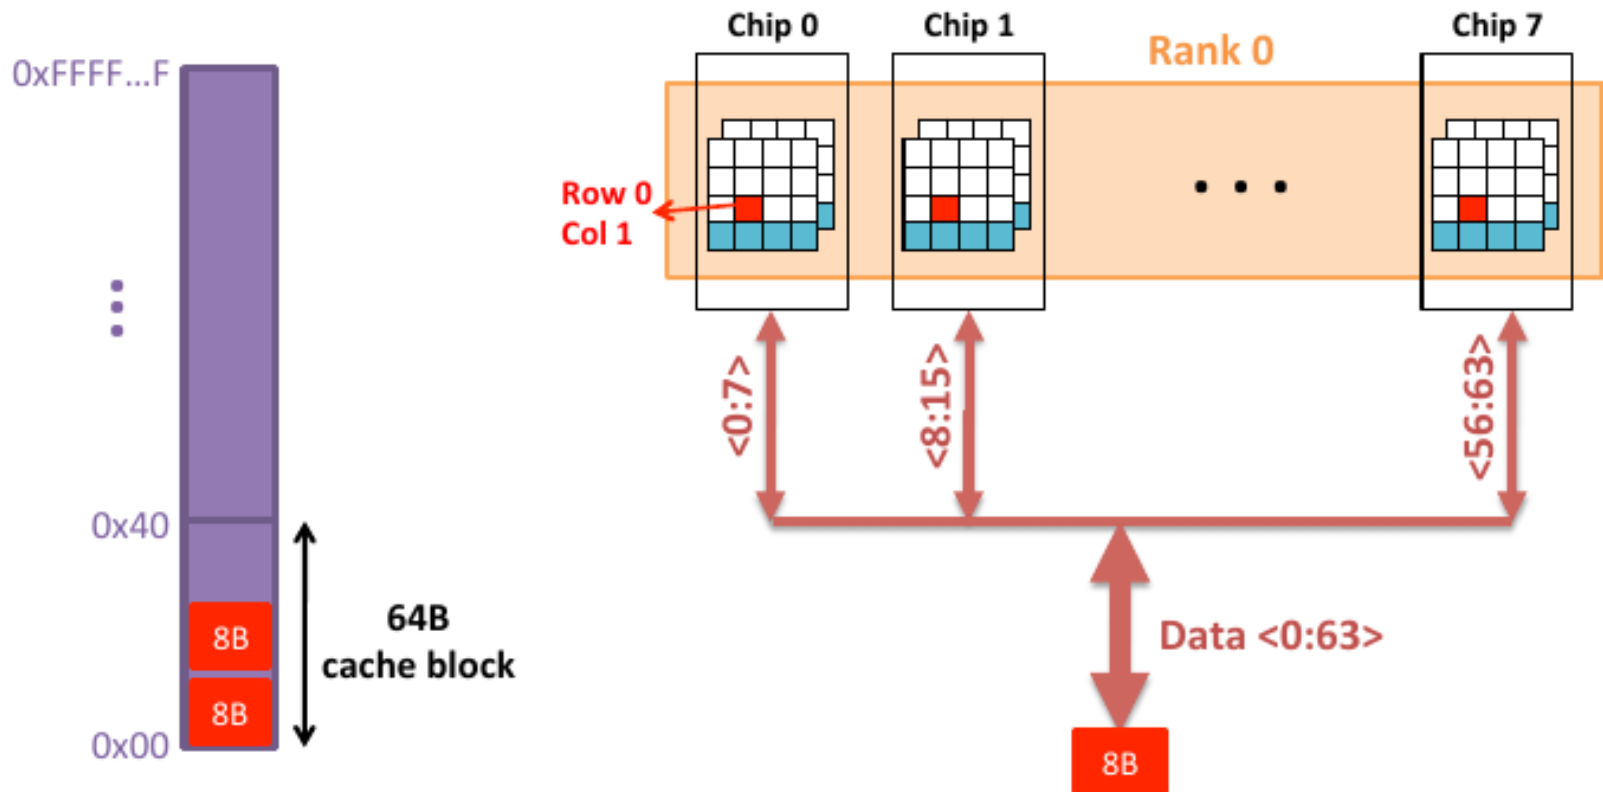 Chip 0
Chip 1
Chip 7
Rank 0
0xFFFF...F
Row 0
Col 1
<0:7>
<8:15>
<56:63>
0x40
64B
cache block
8B
8B
0x00
Data <0:63>
8B